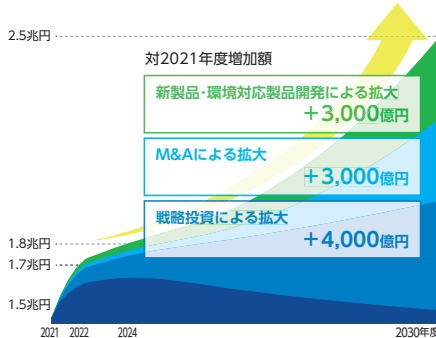 2.5兆円
対2021年度増加額
新製品・環境対応製品開発による拡大
＋3,000億円
M&Aによる拡大
＋3,000億円
戦略投資による拡大
＋4,000億円
1.8兆円
1.7兆円
1.5兆円
2021 2022 2024 2030年度